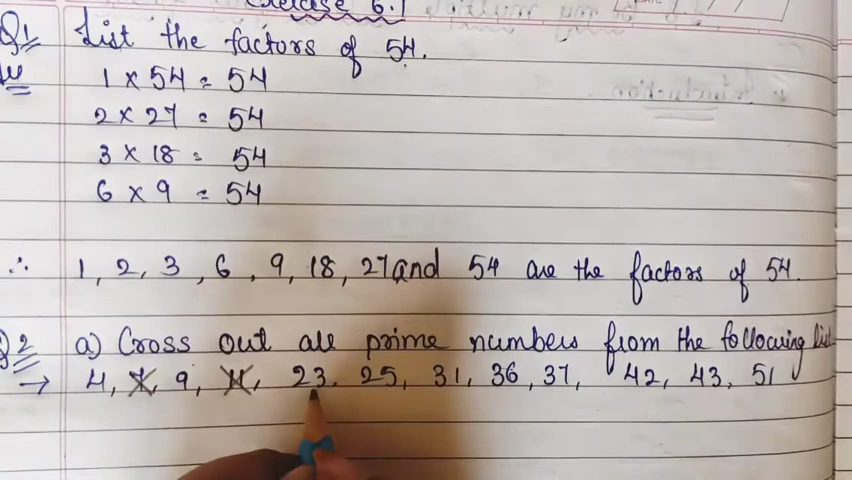 Exercise 6.1
Q1 List the factors of 54.
1 × 54 = 54
2 × 27 = 54
3 × 18 = 54
6 × 9 = 54
∴ 1, 2, 3, 6, 9, 18, 27 and 54 are the factors of 54.
Q2 a) Cross out all prime numbers from the following list
→ 4, 7, 9, 11, 23. 25, 31, 36, 37, 42, 43, 51